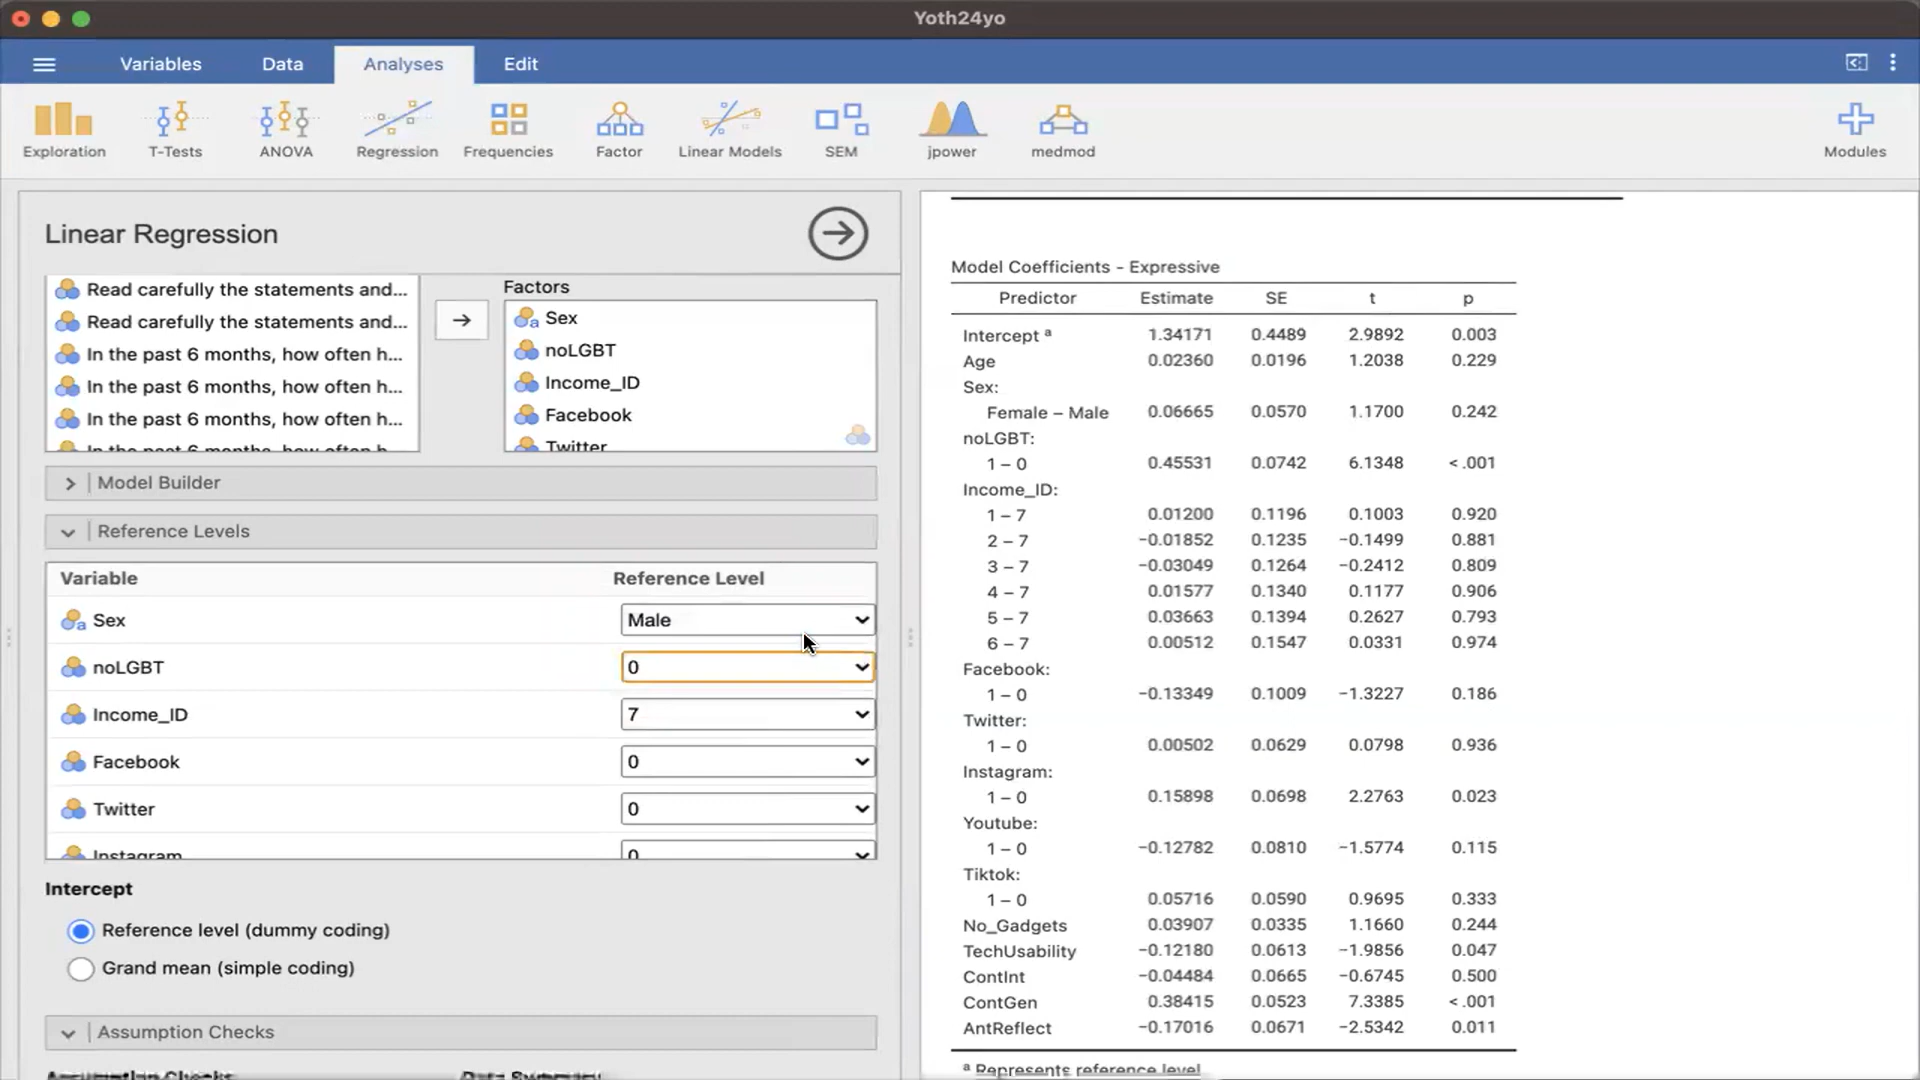 Yoth24yo
Variables Data Analyses Edit
Exploration T-Tests ANOVA Regression Frequencies Factor Linear Models SEM jpower medmod Modules
Linear Regression
Read carefully the statements and...
Read carefully the statements and...
In the past 6 months, how often h...
In the past 6 months, how often h...
In the past 6 months, how often h...
In the past 6 months, how often h
Factors
Sex
noLGBT
Income_ID
Facebook
Twitter
Model Builder
Reference Levels
Variable Reference Level
Sex Male
a
noLGBT 0
Income_ID 7
Facebook 0
Twitter 0
Instagram 0
Intercept
Reference level (dummy coding)
Grand mean (simple coding)
Assumption Checks
Assumption Checks Data Summary
Model Coefficients - Expressive
Predictor Estimate SE t p
Intercept ᵃ 1.34171 0.4489 2.9892 0.003
Age 0.02360 0.0196 1.2038 0.229
Sex:
Female – Male 0.06665 0.0570 1.1700 0.242
noLGBT:
1 – 0 0.45531 0.0742 6.1348 < .001
Income_ID:
1 – 7 0.01200 0.1196 0.1003 0.920
2 – 7 −0.01852 0.1235 −0.1499 0.881
3 – 7 −0.03049 0.1264 −0.2412 0.809
4 – 7 0.01577 0.1340 0.1177 0.906
5 – 7 0.03663 0.1394 0.2627 0.793
6 – 7 0.00512 0.1547 0.0331 0.974
Facebook:
1 – 0 −0.13349 0.1009 −1.3227 0.186
Twitter:
1 – 0 0.00502 0.0629 0.0798 0.936
Instagram:
1 – 0 0.15898 0.0698 2.2763 0.023
Youtube:
1 – 0 −0.12782 0.0810 −1.5774 0.115
Tiktok:
1 – 0 0.05716 0.0590 0.9695 0.333
No_Gadgets 0.03907 0.0335 1.1660 0.244
TechUsability −0.12180 0.0613 −1.9856 0.047
ContInt −0.04484 0.0665 −0.6745 0.500
ContGen 0.38415 0.0523 7.3385 < .001
AntReflect −0.17016 0.0671 −2.5342 0.011
ᵃ Represents reference level